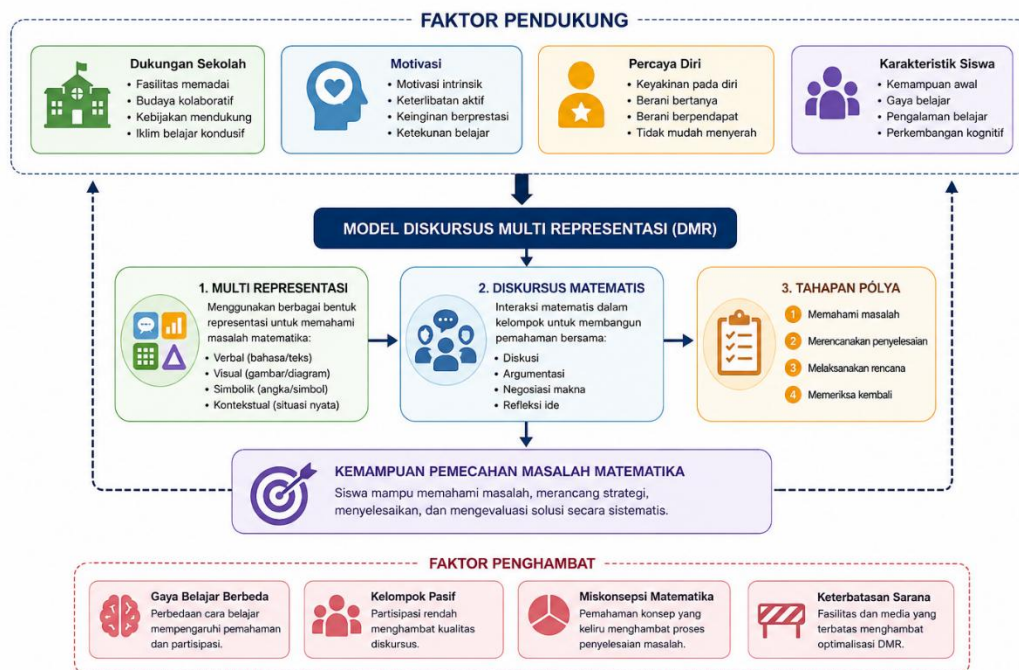 FAKTOR PENDUKUNG
Dukungan Sekolah
• Fasilitas memadai
• Budaya kolaboratif
• Kebijakan mendukung
• Iklim belajar kondusif
Motivasi
• Motivasi intrinsik
• Keterlibatan aktif
• Keinginan berprestasi
• Ketekunan belajar
Percaya Diri
• Keyakinan pada diri
• Berani bertanya
• Berani berpendapat
• Tidak mudah menyerah
Karakteristik Siswa
• Kemampuan awal
• Gaya belajar
• Pengalaman belajar
• Perkembangan kognitif
MODEL DISKURSUS MULTI REPRESENTASI (DMR)
1. MULTI REPRESENTASI
Menggunakan berbagai bentuk
representasi untuk memahami
masalah matematika:
• Verbal (bahasa/teks)
• Visual (gambar/diagram)
• Simbolik (angka/simbol)
• Kontekstual (situasi nyata)
2. DISKURSUS MATEMATIS
Interaksi matematis dalam
kelompok untuk membangun
pemahaman bersama:
• Diskusi
• Argumentasi
• Negosiasi makna
• Refleksi ide
3. TAHAPAN PÓLYA
1 Memahami masalah
2 Merencanakan penyelesaian
3 Melaksanakan rencana
4 Memeriksa kembali
KEMAMPUAN PEMECAHAN MASALAH MATEMATIKA
Siswa mampu memahami masalah, merancang strategi,
menyelesaikan, dan mengevaluasi solusi secara sistematis.
FAKTOR PENGHAMBAT
Gaya Belajar Berbeda
Perbedaan cara belajar
mempengaruhi pemahaman
dan partisipasi.
Kelompok Pasif
Partisipasi rendah
menghambat kualitas
diskursus.
Miskonsepsi Matematika
Pemahaman konsep yang
keliru menghambat proses
penyelesaian masalah.
Keterbatasan Sarana
Fasilitas dan media yang
terbatas menghambat
optimalisasi DMR.